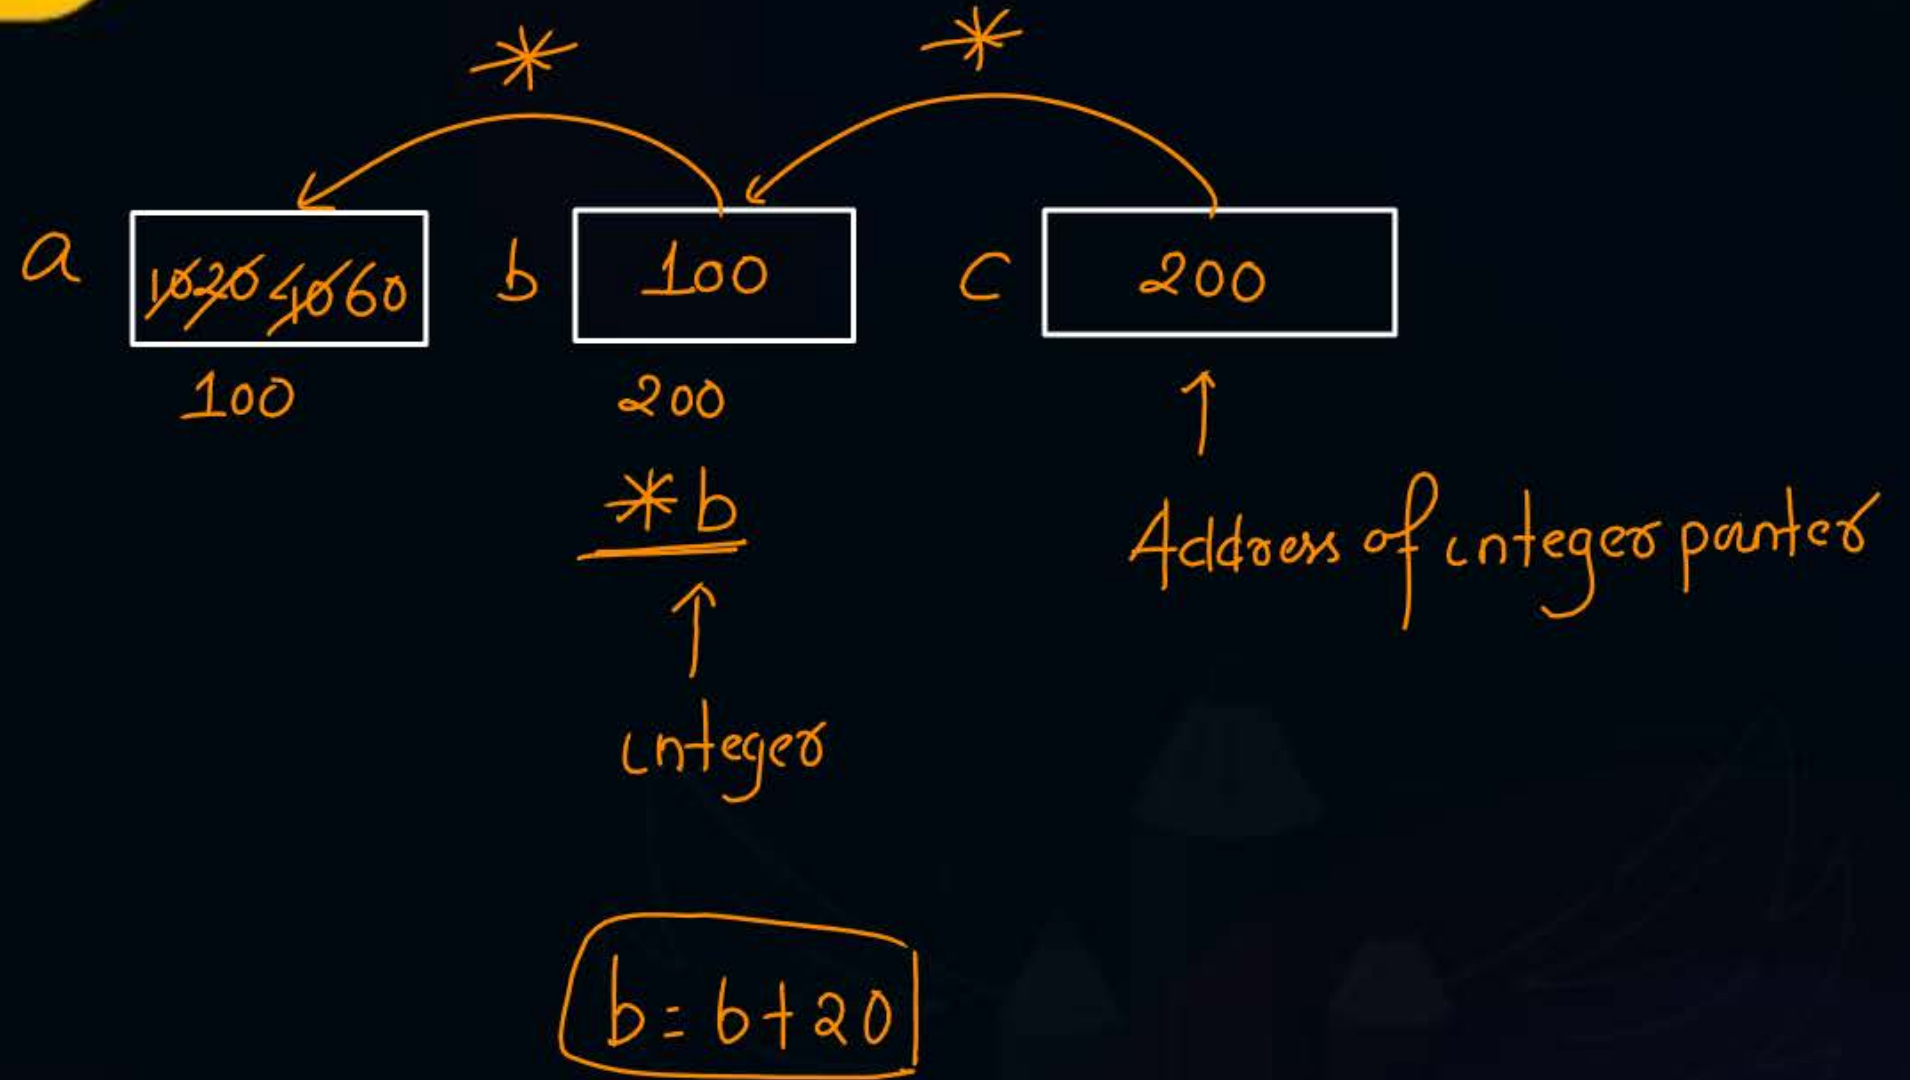 * *
a 10 20 40 60 b 100 c 200
100 200
*b
Address of integer pointer
integer
b = b + 20